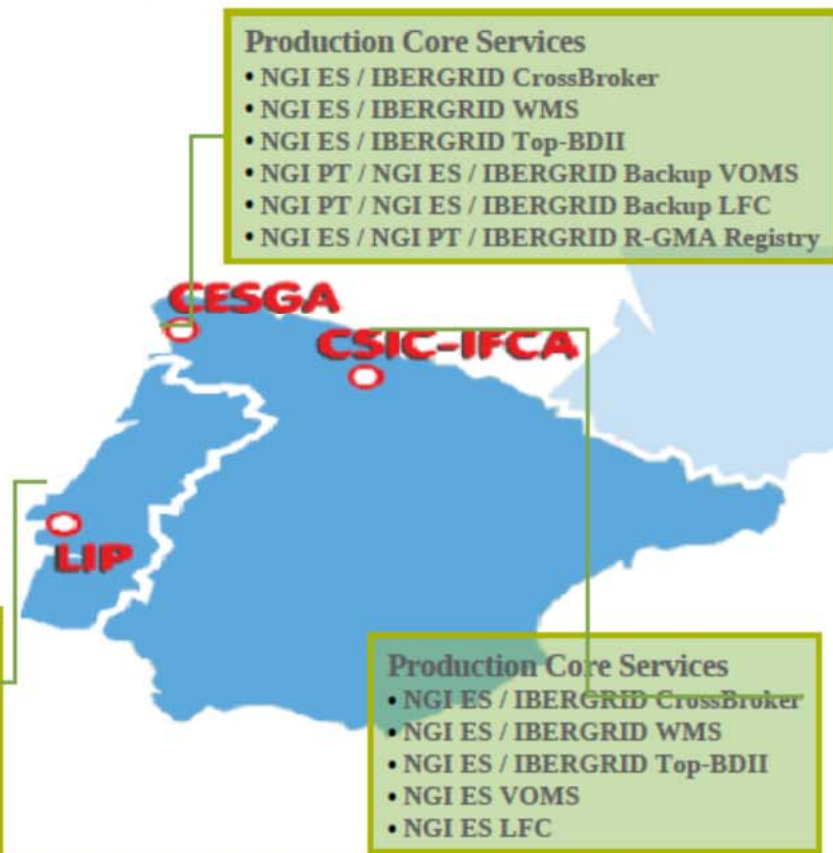 Production Core Services
• NGI ES / IBERGRID CrossBroker
• NGI ES / IBERGRID WMS
• NGI ES / IBERGRID Top-BDII
• NGI PT / NGI ES / IBERGRID Backup VOMS
• NGI PT / NGI ES / IBERGRID Backup LFC
• NGI ES / NGI PT / IBERGRID R-GMA Registry
CESGA
CSIC-IFCA
LIP
Production Core Services
• NGI ES / IBERGRID CrossBroker
• NGI ES / IBERGRID WMS
• NGI ES / IBERGRID Top-BDII
• NGI ES VOMS
• NGI ES LFC